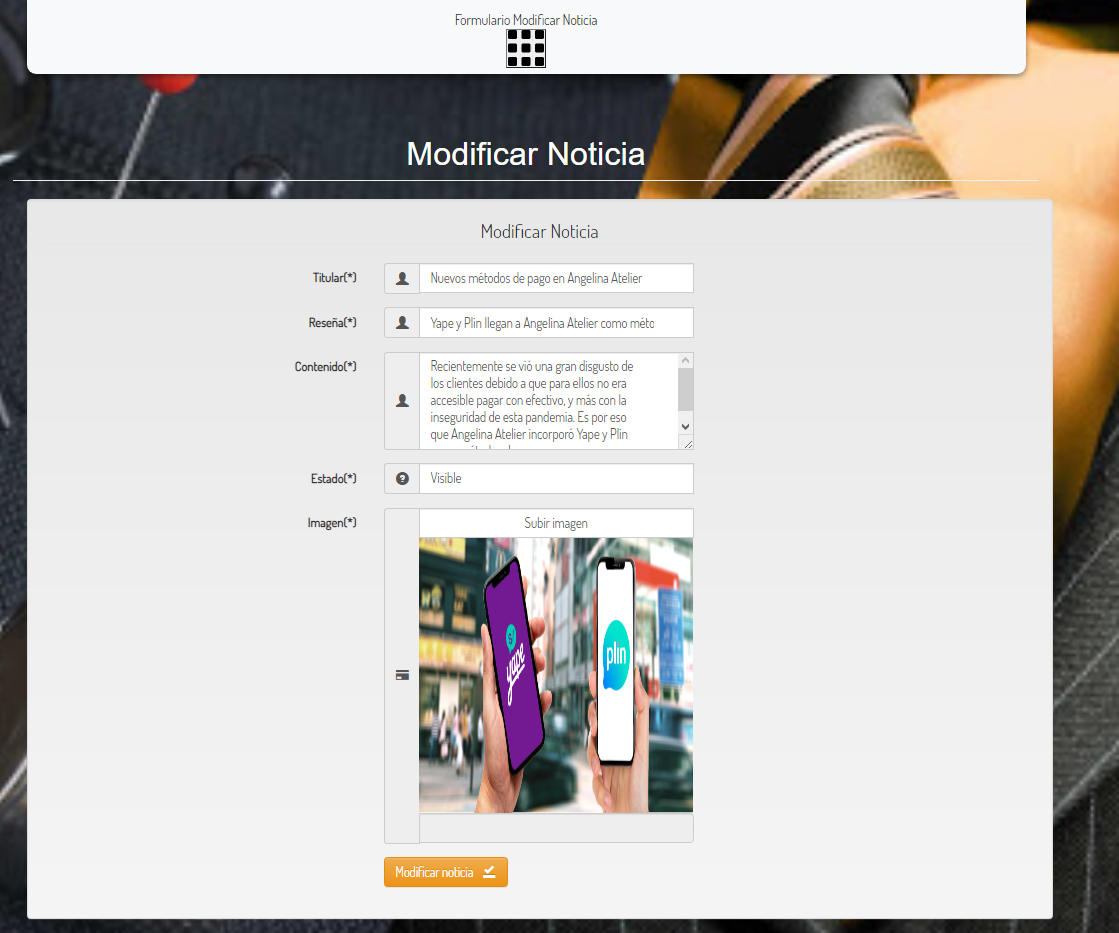 Formulario Modificar Noticia
Modificar Noticia
Modificar Noticia
Titular(*)
Nuevos métodos de pago en Angelina Atelier
Reseña(*)
Yape y Plin llegan a Angelina Atelier como méto
Contenido(*)
Recientemente se vió una gran disgusto de
los clientes debido a que para ellos no era
accesible pagar con efectivo, y más con la
inseguridad de esta pandemia. Es por eso
que Angelina Atelier incorporó Yape y Plin
Estado(*)
Visible
Imagen(*)
Subir imagen
yape
plin
Modificar noticia